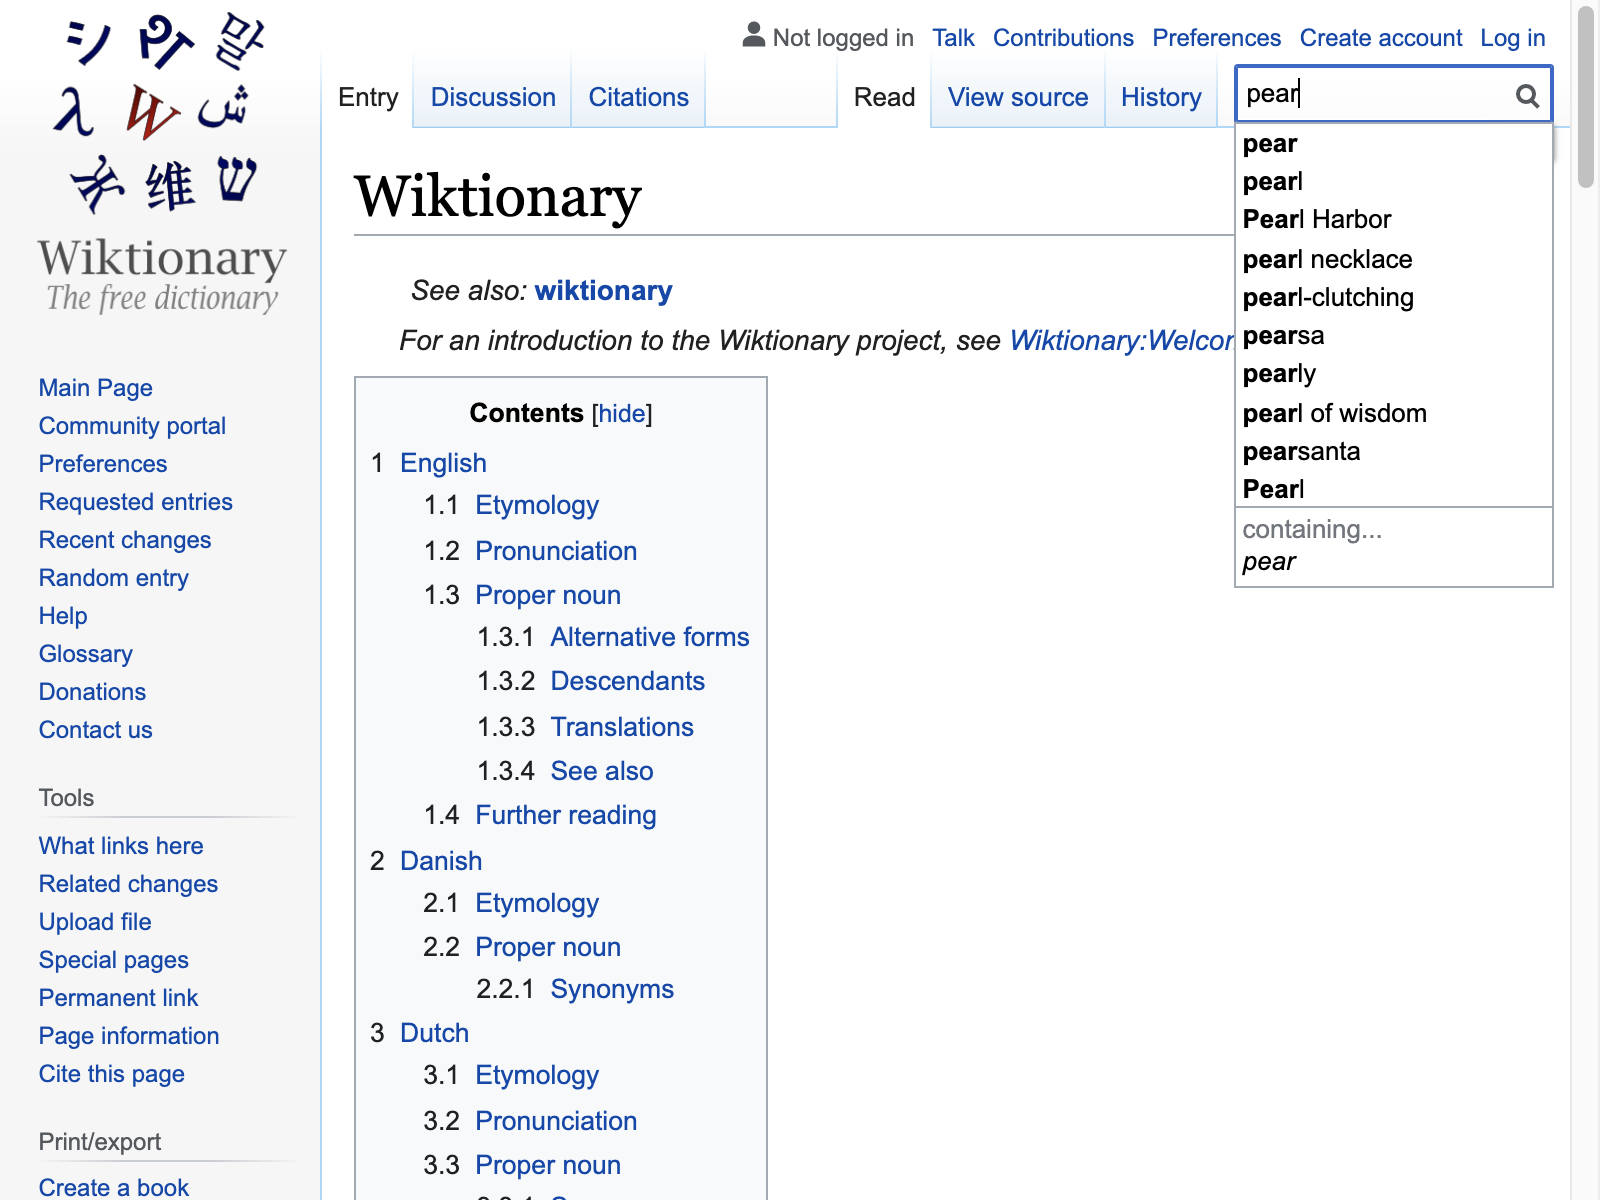 シ
말
λ W ش
维 ש
Wiktionary
The free dictionary
Main Page
Community portal
Preferences
Requested entries
Recent changes
Random entry
Help
Glossary
Donations
Contact us
Tools
What links here
Related changes
Upload file
Special pages
Permanent link
Page information
Cite this page
Print/export
Create a book
Not logged in Talk Contributions Preferences Create account Log in
Entry Discussion Citations Read View source History
pear
pear
pearl
Pearl Harbor
pearl necklace
pearl-clutching
pearsa
pearly
pearl of wisdom
pearsanta
Pearl
containing...
pear
Wiktionary
See also: wiktionary
For an introduction to the Wiktionary project, see Wiktionary:Welcor
Contents [hide]
1 English
1.1 Etymology
1.2 Pronunciation
1.3 Proper noun
1.3.1 Alternative forms
1.3.2 Descendants
1.3.3 Translations
1.3.4 See also
1.4 Further reading
2 Danish
2.1 Etymology
2.2 Proper noun
2.2.1 Synonyms
3 Dutch
3.1 Etymology
3.2 Pronunciation
3.3 Proper noun